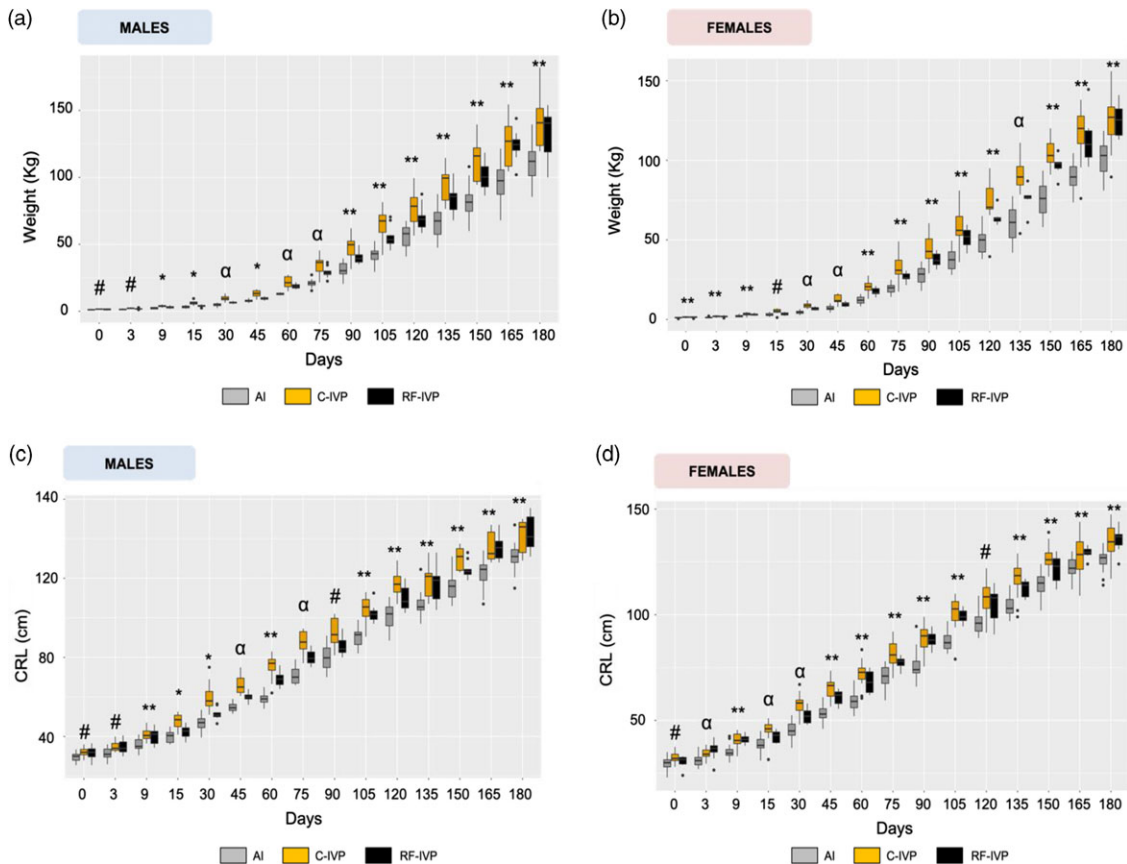 (a)
MALES
Weight (Kg)
150
100
50
0
# # * * α * α α ** ** ** ** ** ** **
0 3 9 15 30 45 60 75 90 105 120 135 150 165 180
Days
AI C-IVP RF-IVP
(b)
FEMALES
Weight (Kg)
150
100
50
0
** ** ** # α α ** ** ** ** ** α ** ** **
0 3 9 15 30 45 60 75 90 105 120 135 150 165 180
Days
AI C-IVP RF-IVP
(c)
MALES
CRL (cm)
140
120
80
40
# # ** * * α ** α # ** ** ** ** ** **
0 3 9 15 30 45 60 75 90 105 120 135 150 165 180
Days
AI C-IVP RF-IVP
(d)
FEMALES
CRL (cm)
150
100
50
0
# α ** α α ** ** ** ** ** # ** ** ** **
0 3 9 15 30 45 60 75 90 105 120 135 150 165 180
Days
AI C-IVP RF-IVP